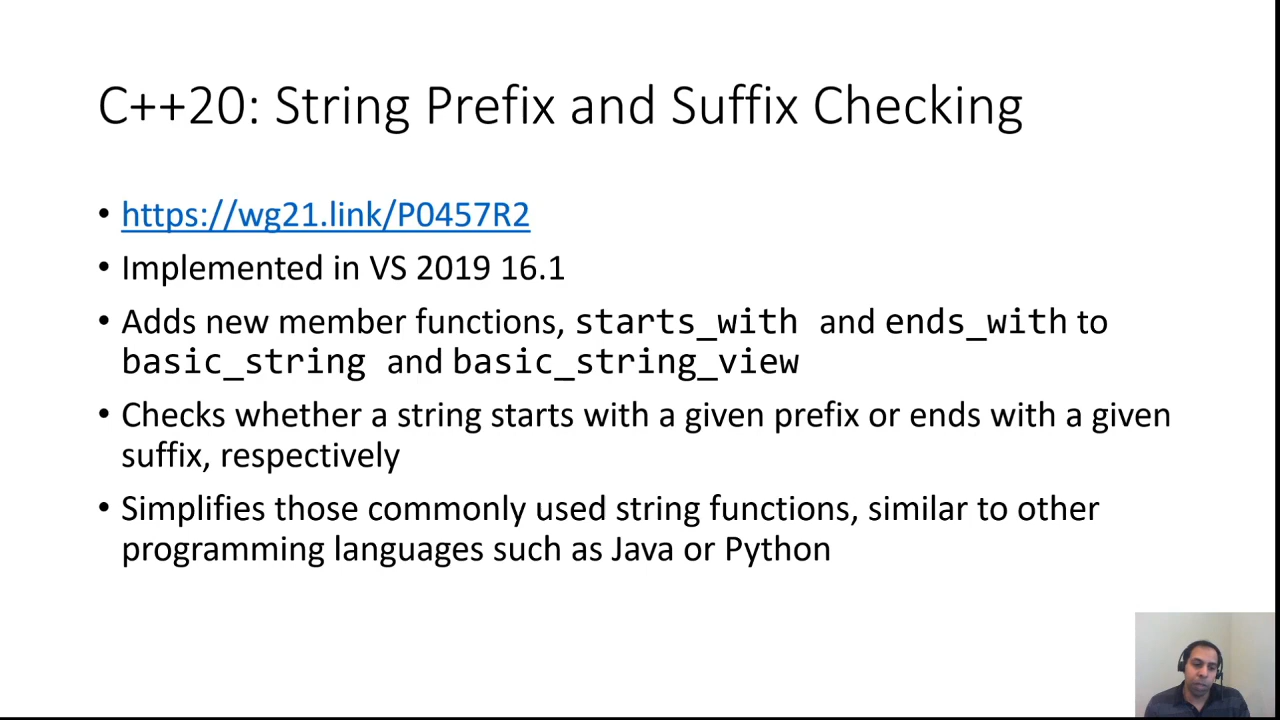 C++20: String Prefix and Suffix Checking
• https://wg21.link/P0457R2
• Implemented in VS 2019 16.1
• Adds new member functions, starts_with and ends_with to
basic_string and basic_string_view
• Checks whether a string starts with a given prefix or ends with a given
suffix, respectively
• Simplifies those commonly used string functions, similar to other
programming languages such as Java or Python